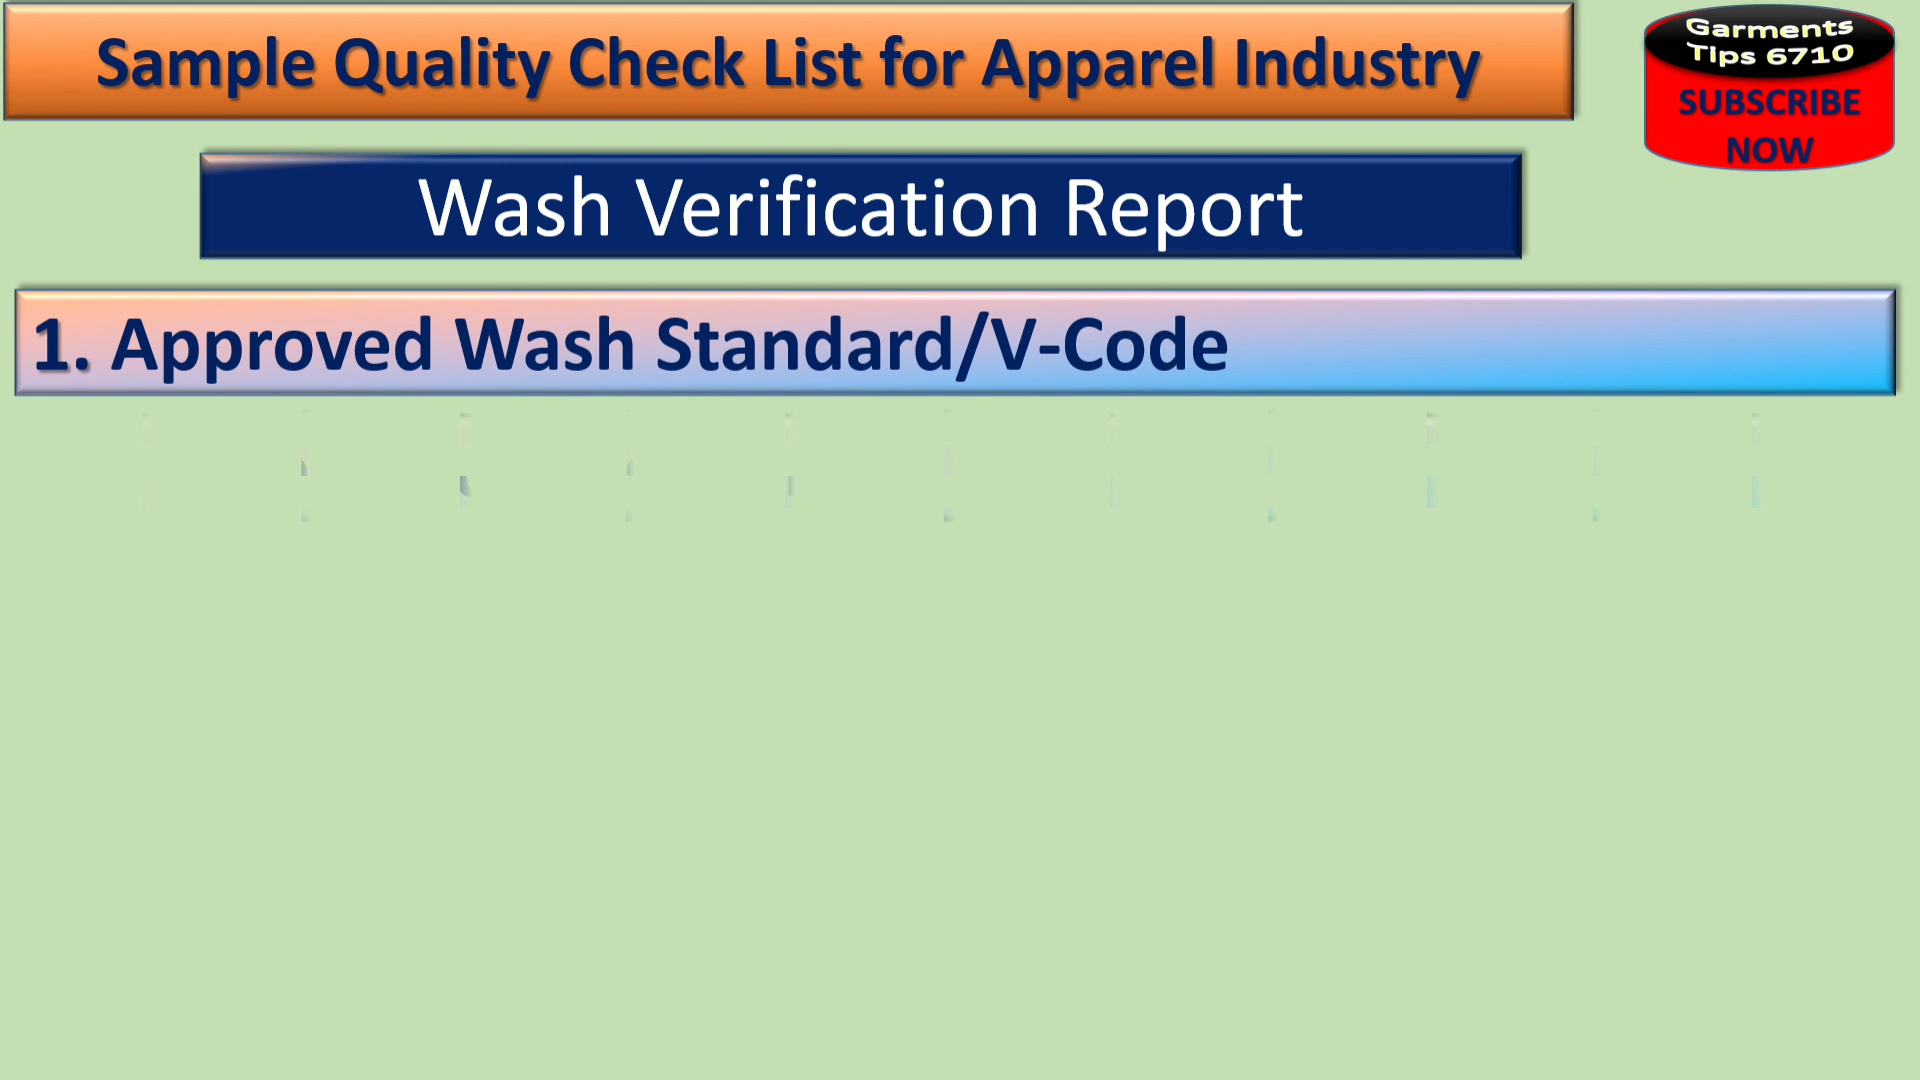 Sample Quality Check List for Apparel Industry
Garments
Tips 6710
SUBSCRIBE
NOW
Wash Verification Report
1. Approved Wash Standard/V-Code